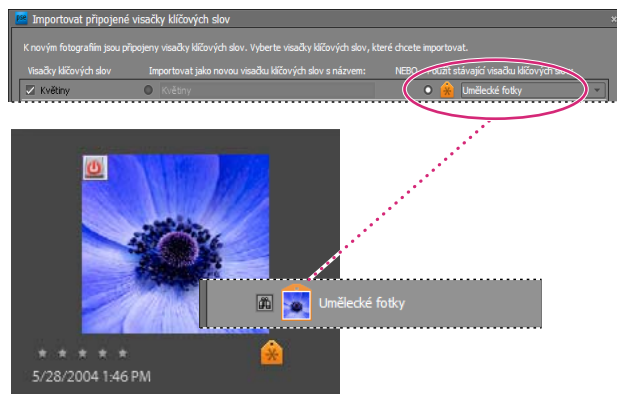 Importovat připojené visačky klíčových slov
K novým fotografiím jsou připojeny visačky klíčových slov. Vyberte visačky klíčových slov, které chcete importovat.
Visačky klíčových slov Importovat jako novou visačku klíčových slov s názvem: NEBO Použít stávající visačku klíčových slov:
Květiny Květiny Umělecké fotky
Umělecké fotky
5/28/2004 1:46 PM